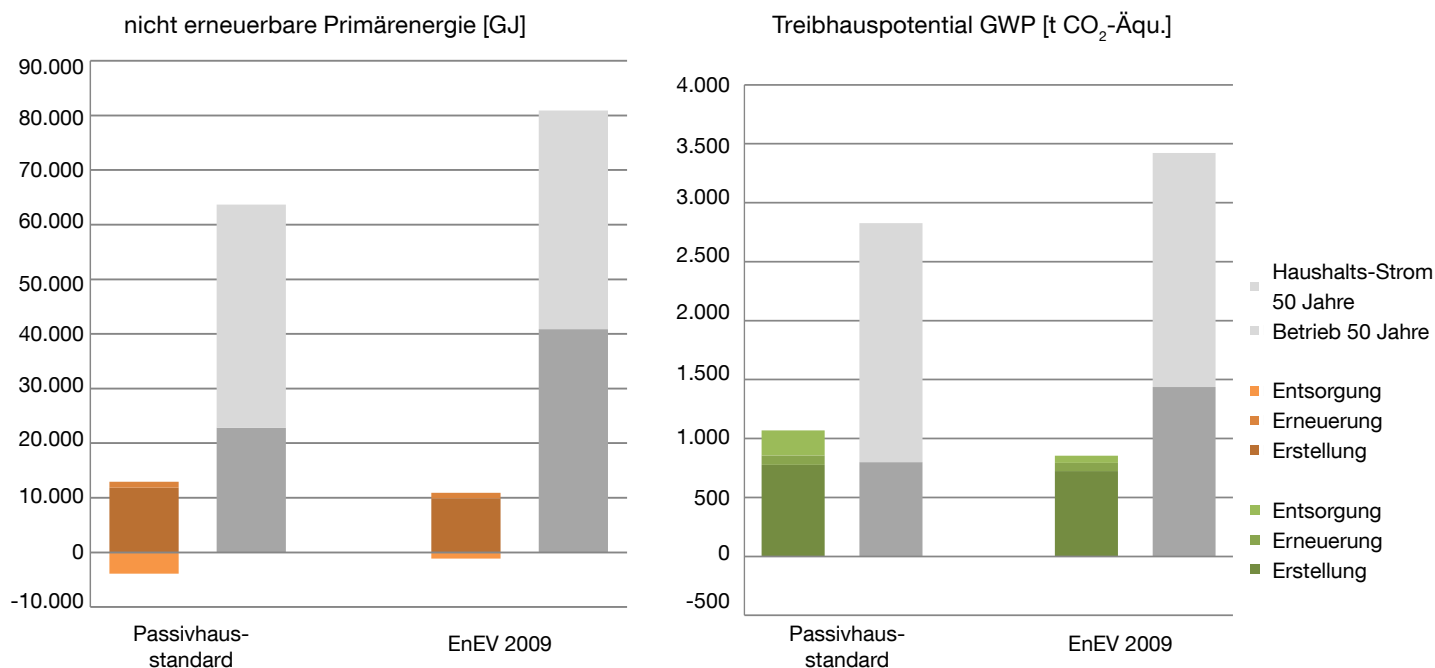 nicht erneuerbare Primärenergie [GJ]
90.000
80.000
70.000
60.000
50.000
40.000
30.000
20.000
10.000
0
-10.000
Passivhaus-
standard
EnEV 2009
Treibhauspotential GWP [t CO₂-Äqu.]
4.000
3.500
3.000
2.500
2.000
1.500
1.000
500
0
-500
Passivhaus-
standard
EnEV 2009
Haushalts-Strom
50 Jahre
Betrieb 50 Jahre
Entsorgung
Erneuerung
Erstellung
Entsorgung
Erneuerung
Erstellung